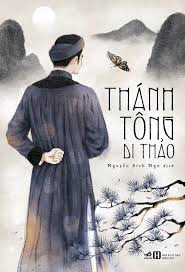 THÁNH
TÔNG
DI THẢO
Nguyễn Bích Ngô dịch